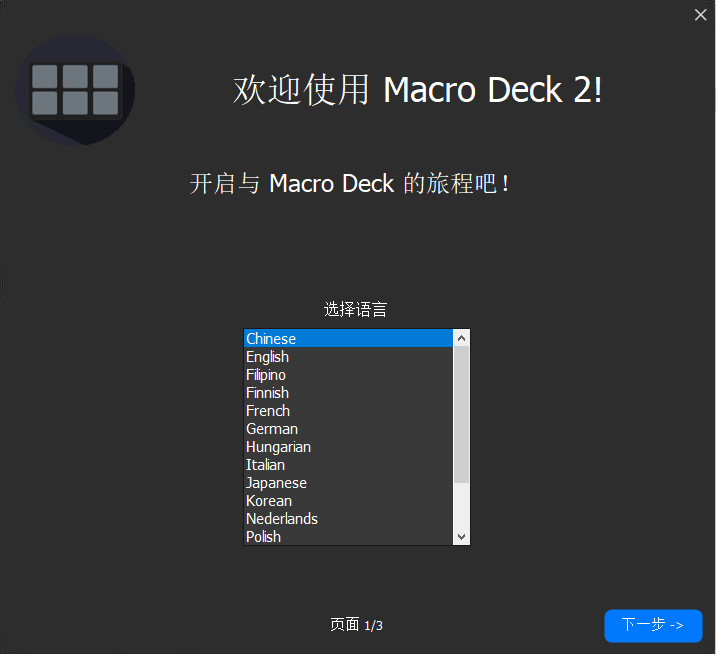 欢迎使用 Macro Deck 2!
开启与 Macro Deck 的旅程吧！
选择语言
Chinese
English
Filipino
Finnish
French
German
Hungarian
Italian
Japanese
Korean
Nederlands
Polish
页面 1/3
下一步 ->